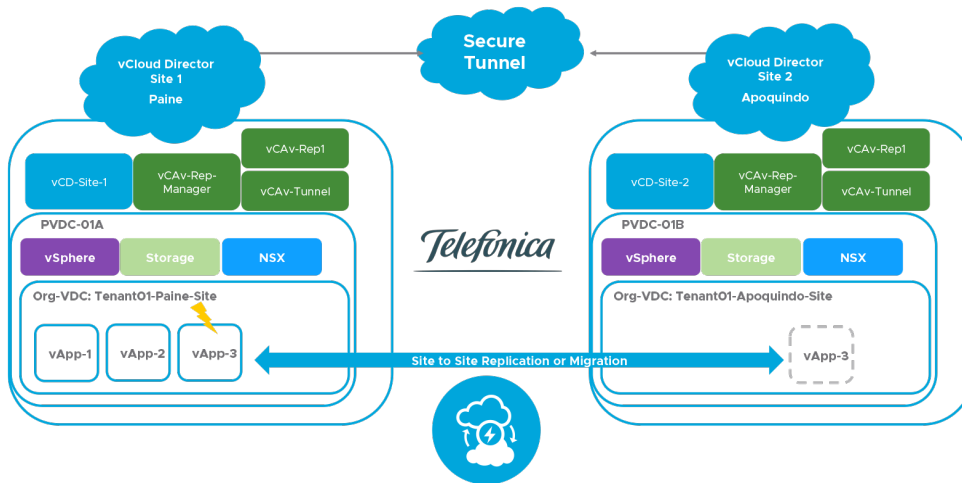 Secure
Tunnel
vCloud Director
Site 1
Paine
vCloud Director
Site 2
Apoquindo
vCD-Site-1
vCAv-Rep-
Manager
vCAv-Rep1
vCAv-Tunnel
PVDC-01A
vSphere
Storage
NSX
Org-VDC: Tenant01-Paine-Site
vApp-1
vApp-2
vApp-3
Telefónica
vCD-Site-2
vCAv-Rep-
Manager
vCAv-Rep1
vCAv-Tunnel
PVDC-01B
vSphere
Storage
NSX
Org-VDC: Tenant01-Apoquindo-Site
vApp-3
Site to Site Replication or Migration